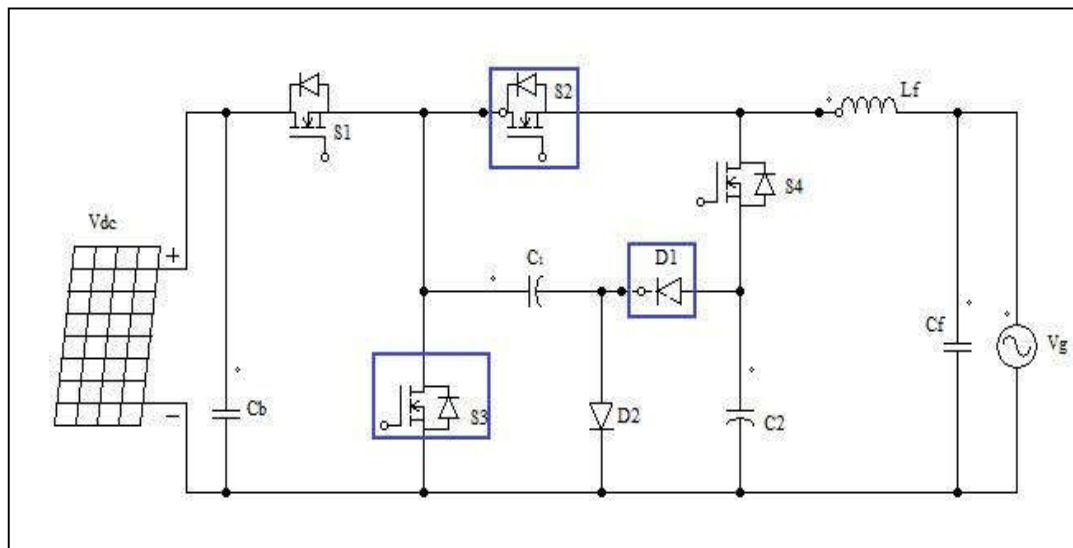 S2
Lf
S1
S4
Vdc
+
C₁
D1
Cf
Vg
Cb
S3
D2
C2
−